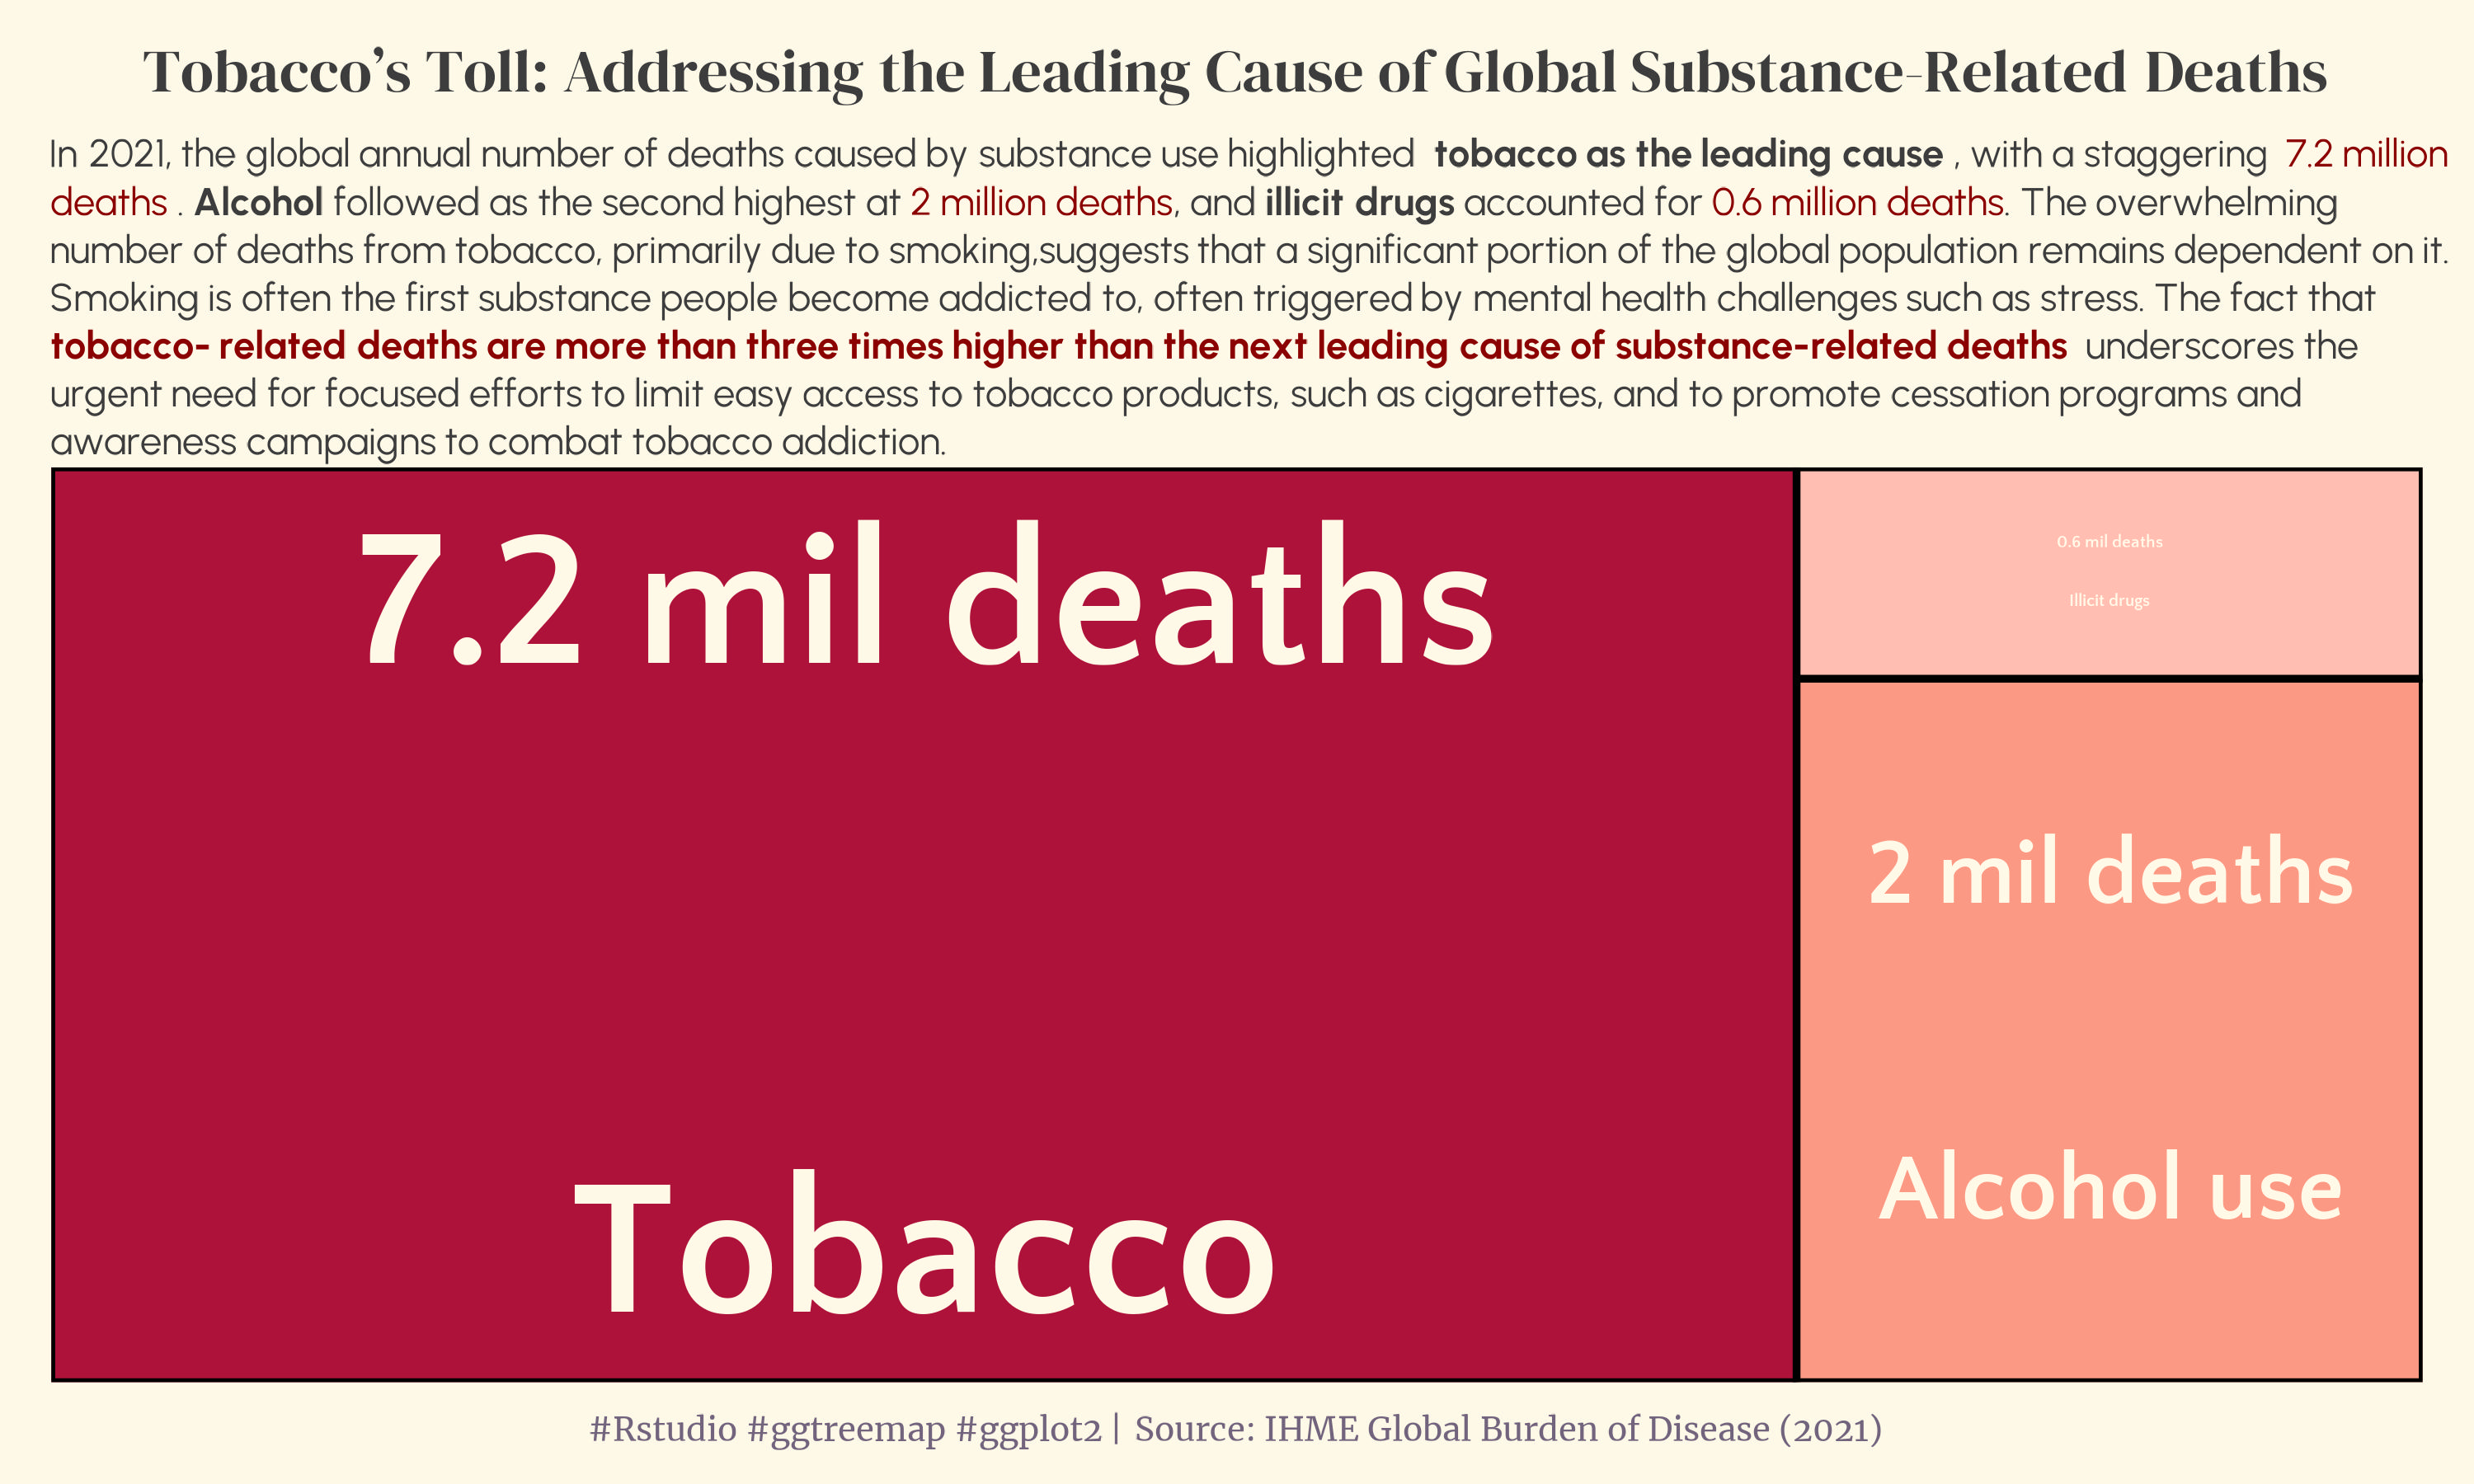 Tobacco’s Toll: Addressing the Leading Cause of Global Substance-Related Deaths
In 2021, the global annual number of deaths caused by substance use highlighted tobacco as the leading cause , with a staggering 7.2 million
deaths . Alcohol followed as the second highest at 2 million deaths, and illicit drugs accounted for 0.6 million deaths. The overwhelming
number of deaths from tobacco, primarily due to smoking,suggests that a significant portion of the global population remains dependent on it.
Smoking is often the first substance people become addicted to, often triggered by mental health challenges such as stress. The fact that
tobacco- related deaths are more than three times higher than the next leading cause of substance-related deaths underscores the
urgent need for focused efforts to limit easy access to tobacco products, such as cigarettes, and to promote cessation programs and
awareness campaigns to combat tobacco addiction.
7.2 mil deaths
Tobacco
0.6 mil deaths
Illicit drugs
2 mil deaths
Alcohol use
#Rstudio #ggtreemap #ggplot2 | Source: IHME Global Burden of Disease (2021)